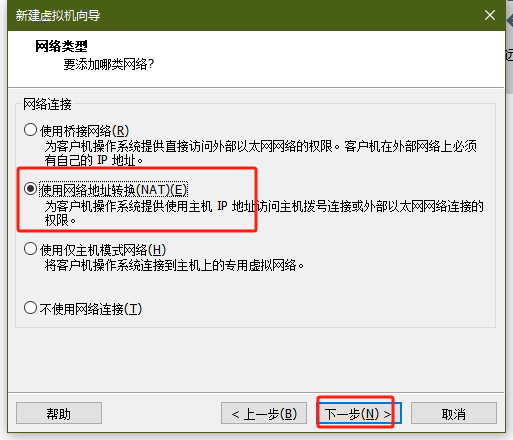 新建虚拟机向导
网络类型
要添加哪类网络?
网络连接
使用桥接网络(R)
为客户机操作系统提供直接访问外部以太网网络的权限。客户机在外部网络上必须
有自己的 IP 地址。
使用网络地址转换(NAT)(E)
为客户机操作系统提供使用主机 IP 地址访问主机拨号连接或外部以太网网络连接的
权限。
使用仅主机模式网络(H)
将客户机操作系统连接到主机上的专用虚拟网络。
不使用网络连接(T)
帮助
< 上一步(B)
下一步(N) >
取消